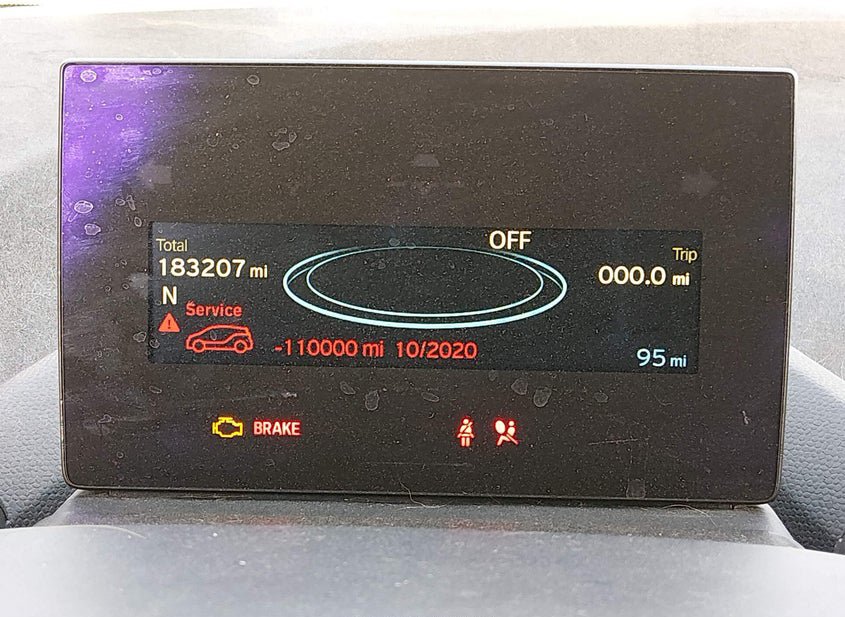 OFF
Total
183207 mi
Trip
000.0 mi
N
Service
-110000 mi 10/2020
95 mi
BRAKE